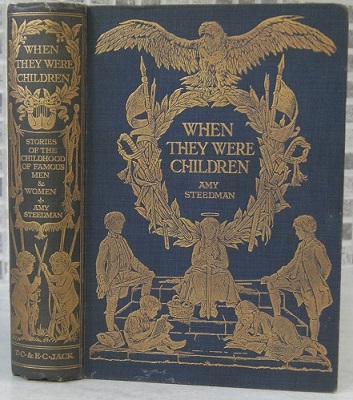 WHEN
THEY WERE
CHILDREN
STORIES
OF THE
CHILDHOOD
OF FAMOUS
MEN
&
WOMEN
AMY
STEEDMAN
T·C·&E·C·JACK
WHEN
THEY WERE
CHILDREN
AMY
STEEDMAN